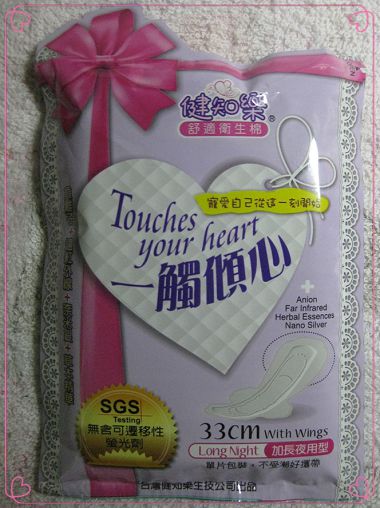 健知樂®
舒適衛生棉
寵愛自己從這一刻開始
Touches
your heart
一觸傾心
+
Anion
Far Infrared
Herbal Essences
Nano Silver
SGS
Testing
無含可遷移性
螢光劑
33cm With Wings
Long Night 加長夜用型
單片包裝，不受潮好攜帶
台灣健知樂生技公司出品